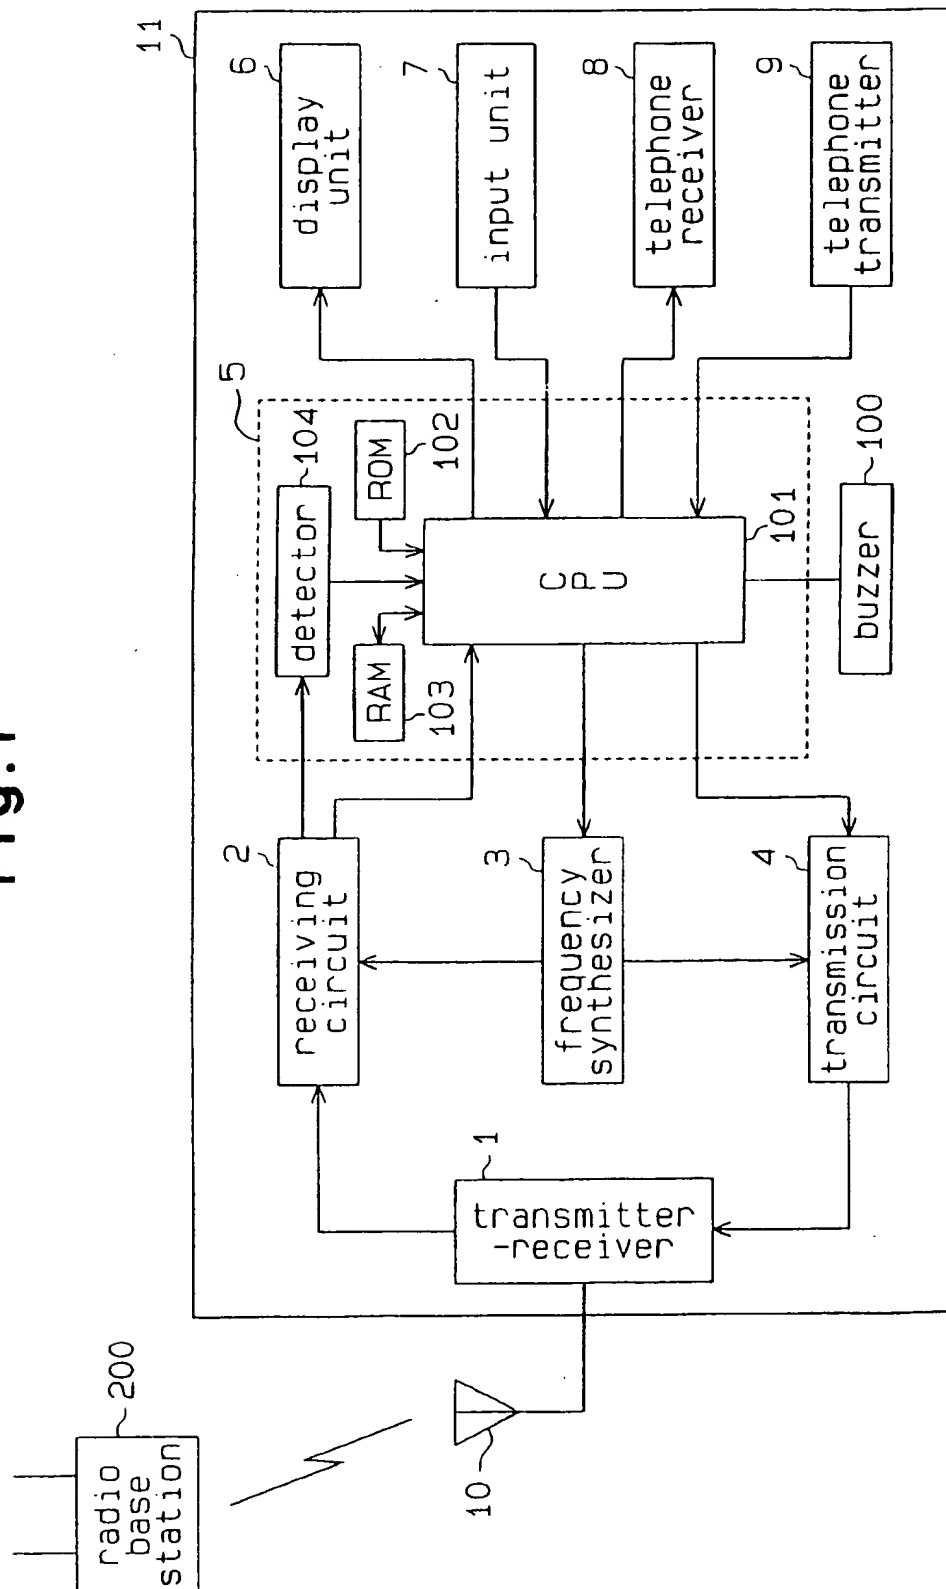 Fig.1
radio
base
station
200
10
11
transmitter
-receiver
1
receiving
circuit
2
frequency
synthesizer
3
transmission
circuit
4
5
detector
104
RAM
103
ROM
102
CPU
101
buzzer
100
display
unit
6
input unit
7
telephone
receiver
8
telephone
transmitter
9